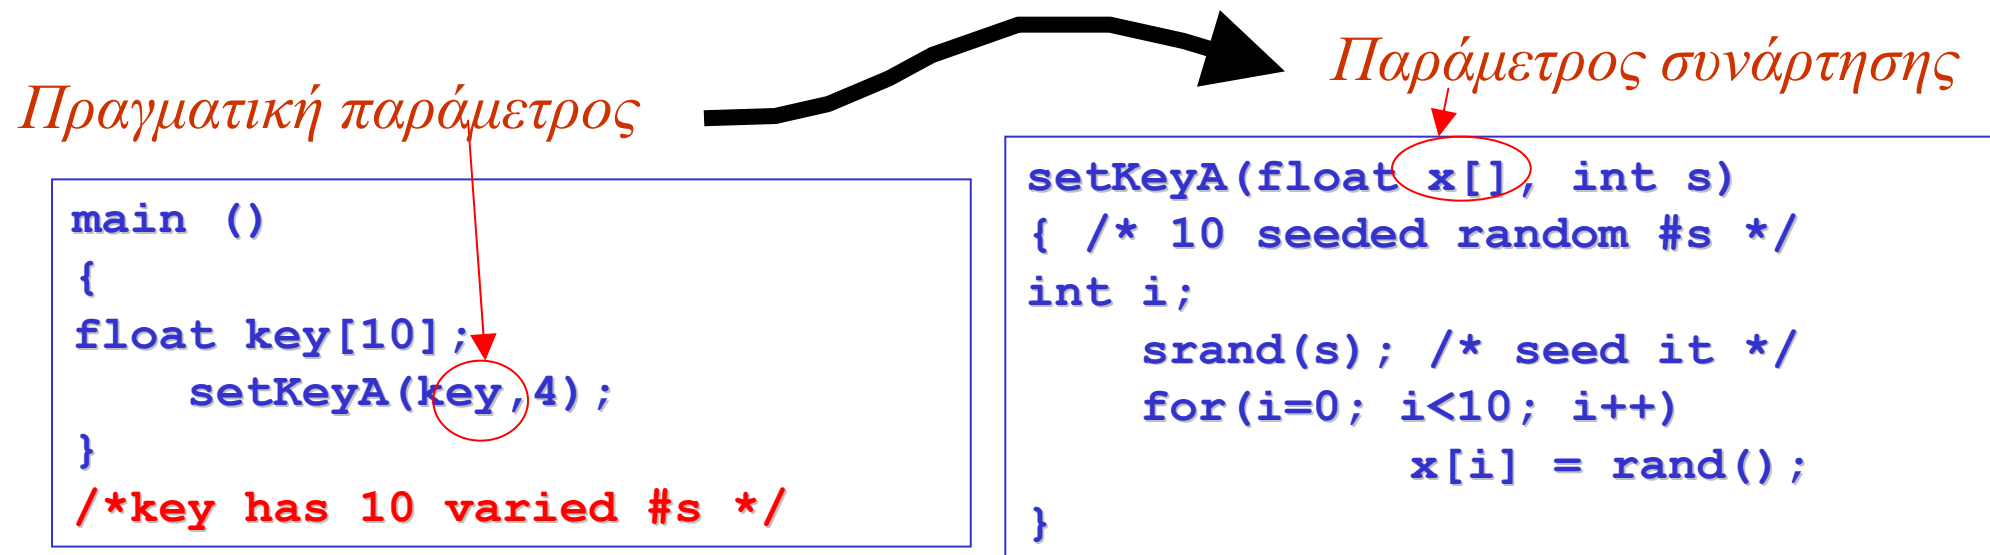 Πραγματική παράμετρος
main ()
{
float key[10];
setKeyA(key,4);
}
/*key has 10 varied #s */
Παράμετρος συνάρτησης
setKeyA(float x[], int s)
{ /* 10 seeded random #s */
int i;
srand(s); /* seed it */
for(i=0; i<10; i++)
x[i] = rand();
}